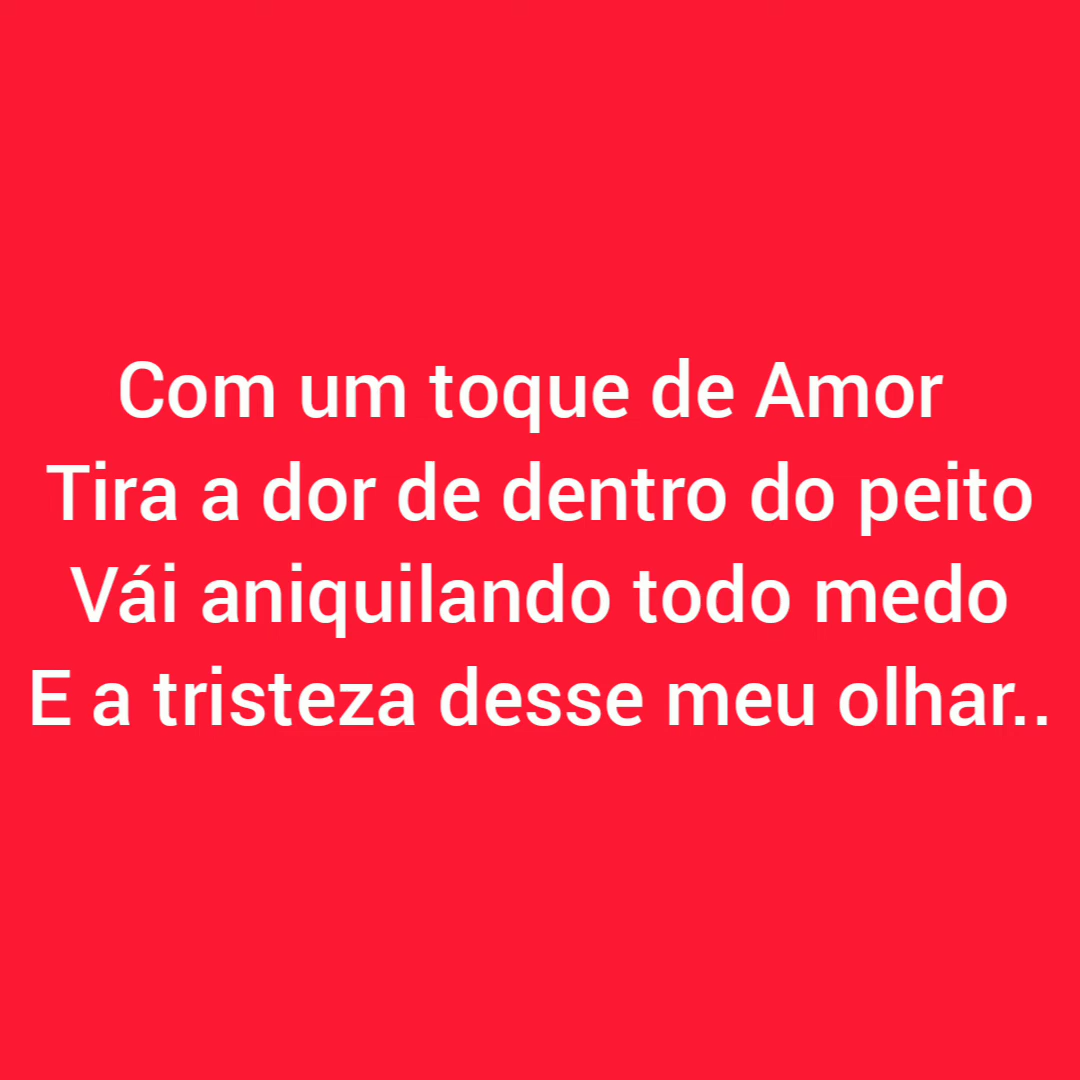 Com um toque de Amor
Tira a dor de dentro do peito
Vái aniquilando todo medo
E a tristeza desse meu olhar..